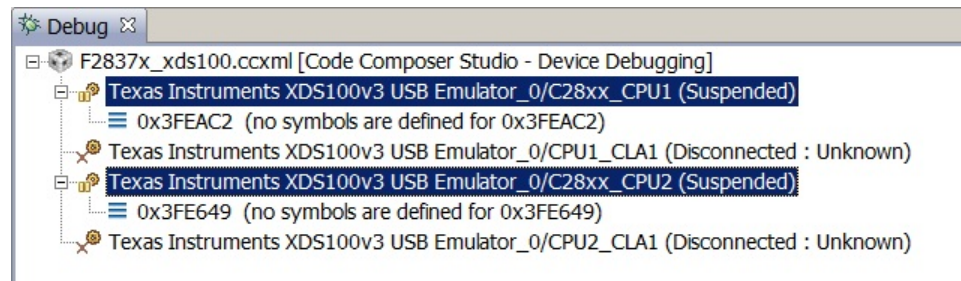 Debug
F2837x_xds100.ccxml [Code Composer Studio - Device Debugging]
Texas Instruments XDS100v3 USB Emulator_0/C28xx_CPU1 (Suspended)
0x3FEAC2 (no symbols are defined for 0x3FEAC2)
Texas Instruments XDS100v3 USB Emulator_0/CPU1_CLA1 (Disconnected : Unknown)
Texas Instruments XDS100v3 USB Emulator_0/C28xx_CPU2 (Suspended)
0x3FE649 (no symbols are defined for 0x3FE649)
Texas Instruments XDS100v3 USB Emulator_0/CPU2_CLA1 (Disconnected : Unknown)